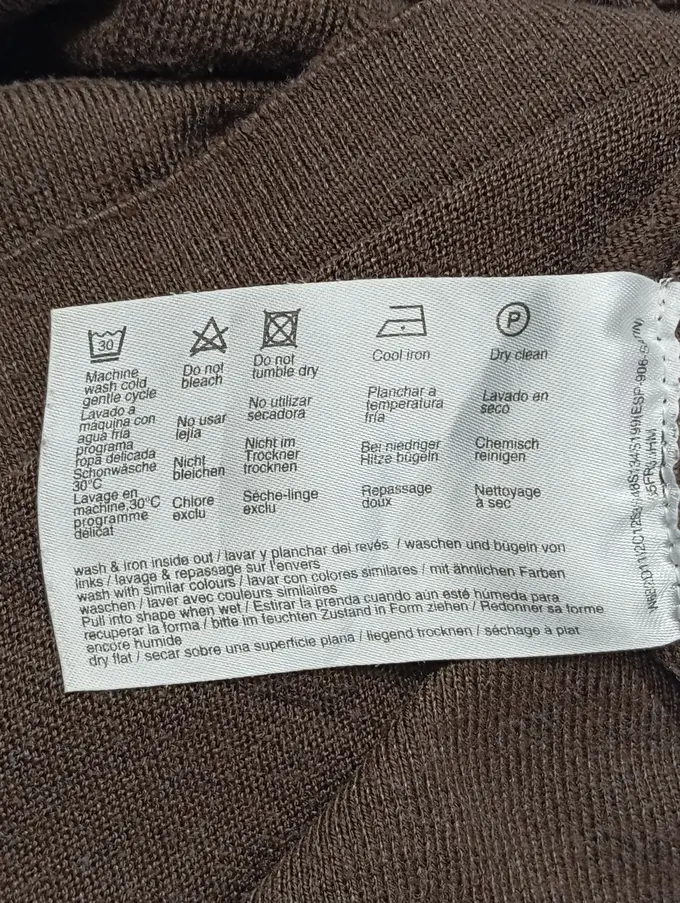 30
P
Machine
wash cold
gentle cycle
Lavado a
maquina con
agua fria
programa
ropa delicada
Schonwäsche
30°C
Lavage en
machine,30°C
programme
délicat
Do not
bleach
No usar
lejia
Nicht
bleichen
Chlore
exclu
Do not
tumble dry
No utilizar
secadora
Nicht im
Trockner
trocknen
Séche-linge
exclu
Cool iron
Planchar a
temperatura
fria
Bei niedriger
Hitze bügeln
Repassage
doux
Dry clean
Lavado en
seco
Chemisch
reinigen
Nettoyage
à sec
wash & iron inside out / lavar y planchar del revés / waschen und bügeln von
links / lavage & repassage sur l'envers
wash with similar colours / lavar con colores similares / mit ähnlichen Farben
waschen / laver avec couleurs similaires
Pull into shape when wet / Estirar la prenda cuando aun esté húmeda para
recuperar la forma / bitte im feuchten Zustand in Form ziehen / Redonner sa forme
encore humide
dry flat / secar sobre una superficie plana / liegend trocknen / séchage à plat